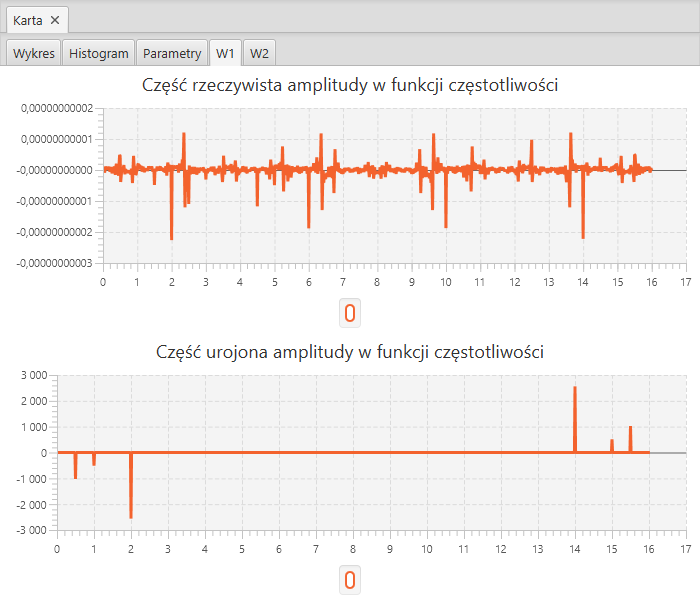 Karta ✕
Wykres Histogram Parametry W1 W2
Część rzeczywista amplitudy w funkcji częstotliwości
0,00000000002
0,00000000001
-0,00000000000
-0,00000000001
-0,00000000002
-0,00000000003
0 1 2 3 4 5 6 7 8 9 10 11 12 13 14 15 16 17
0
Część urojona amplitudy w funkcji częstotliwości
3 000
2 000
1 000
0
-1 000
-2 000
-3 000
0 1 2 3 4 5 6 7 8 9 10 11 12 13 14 15 16 17
0